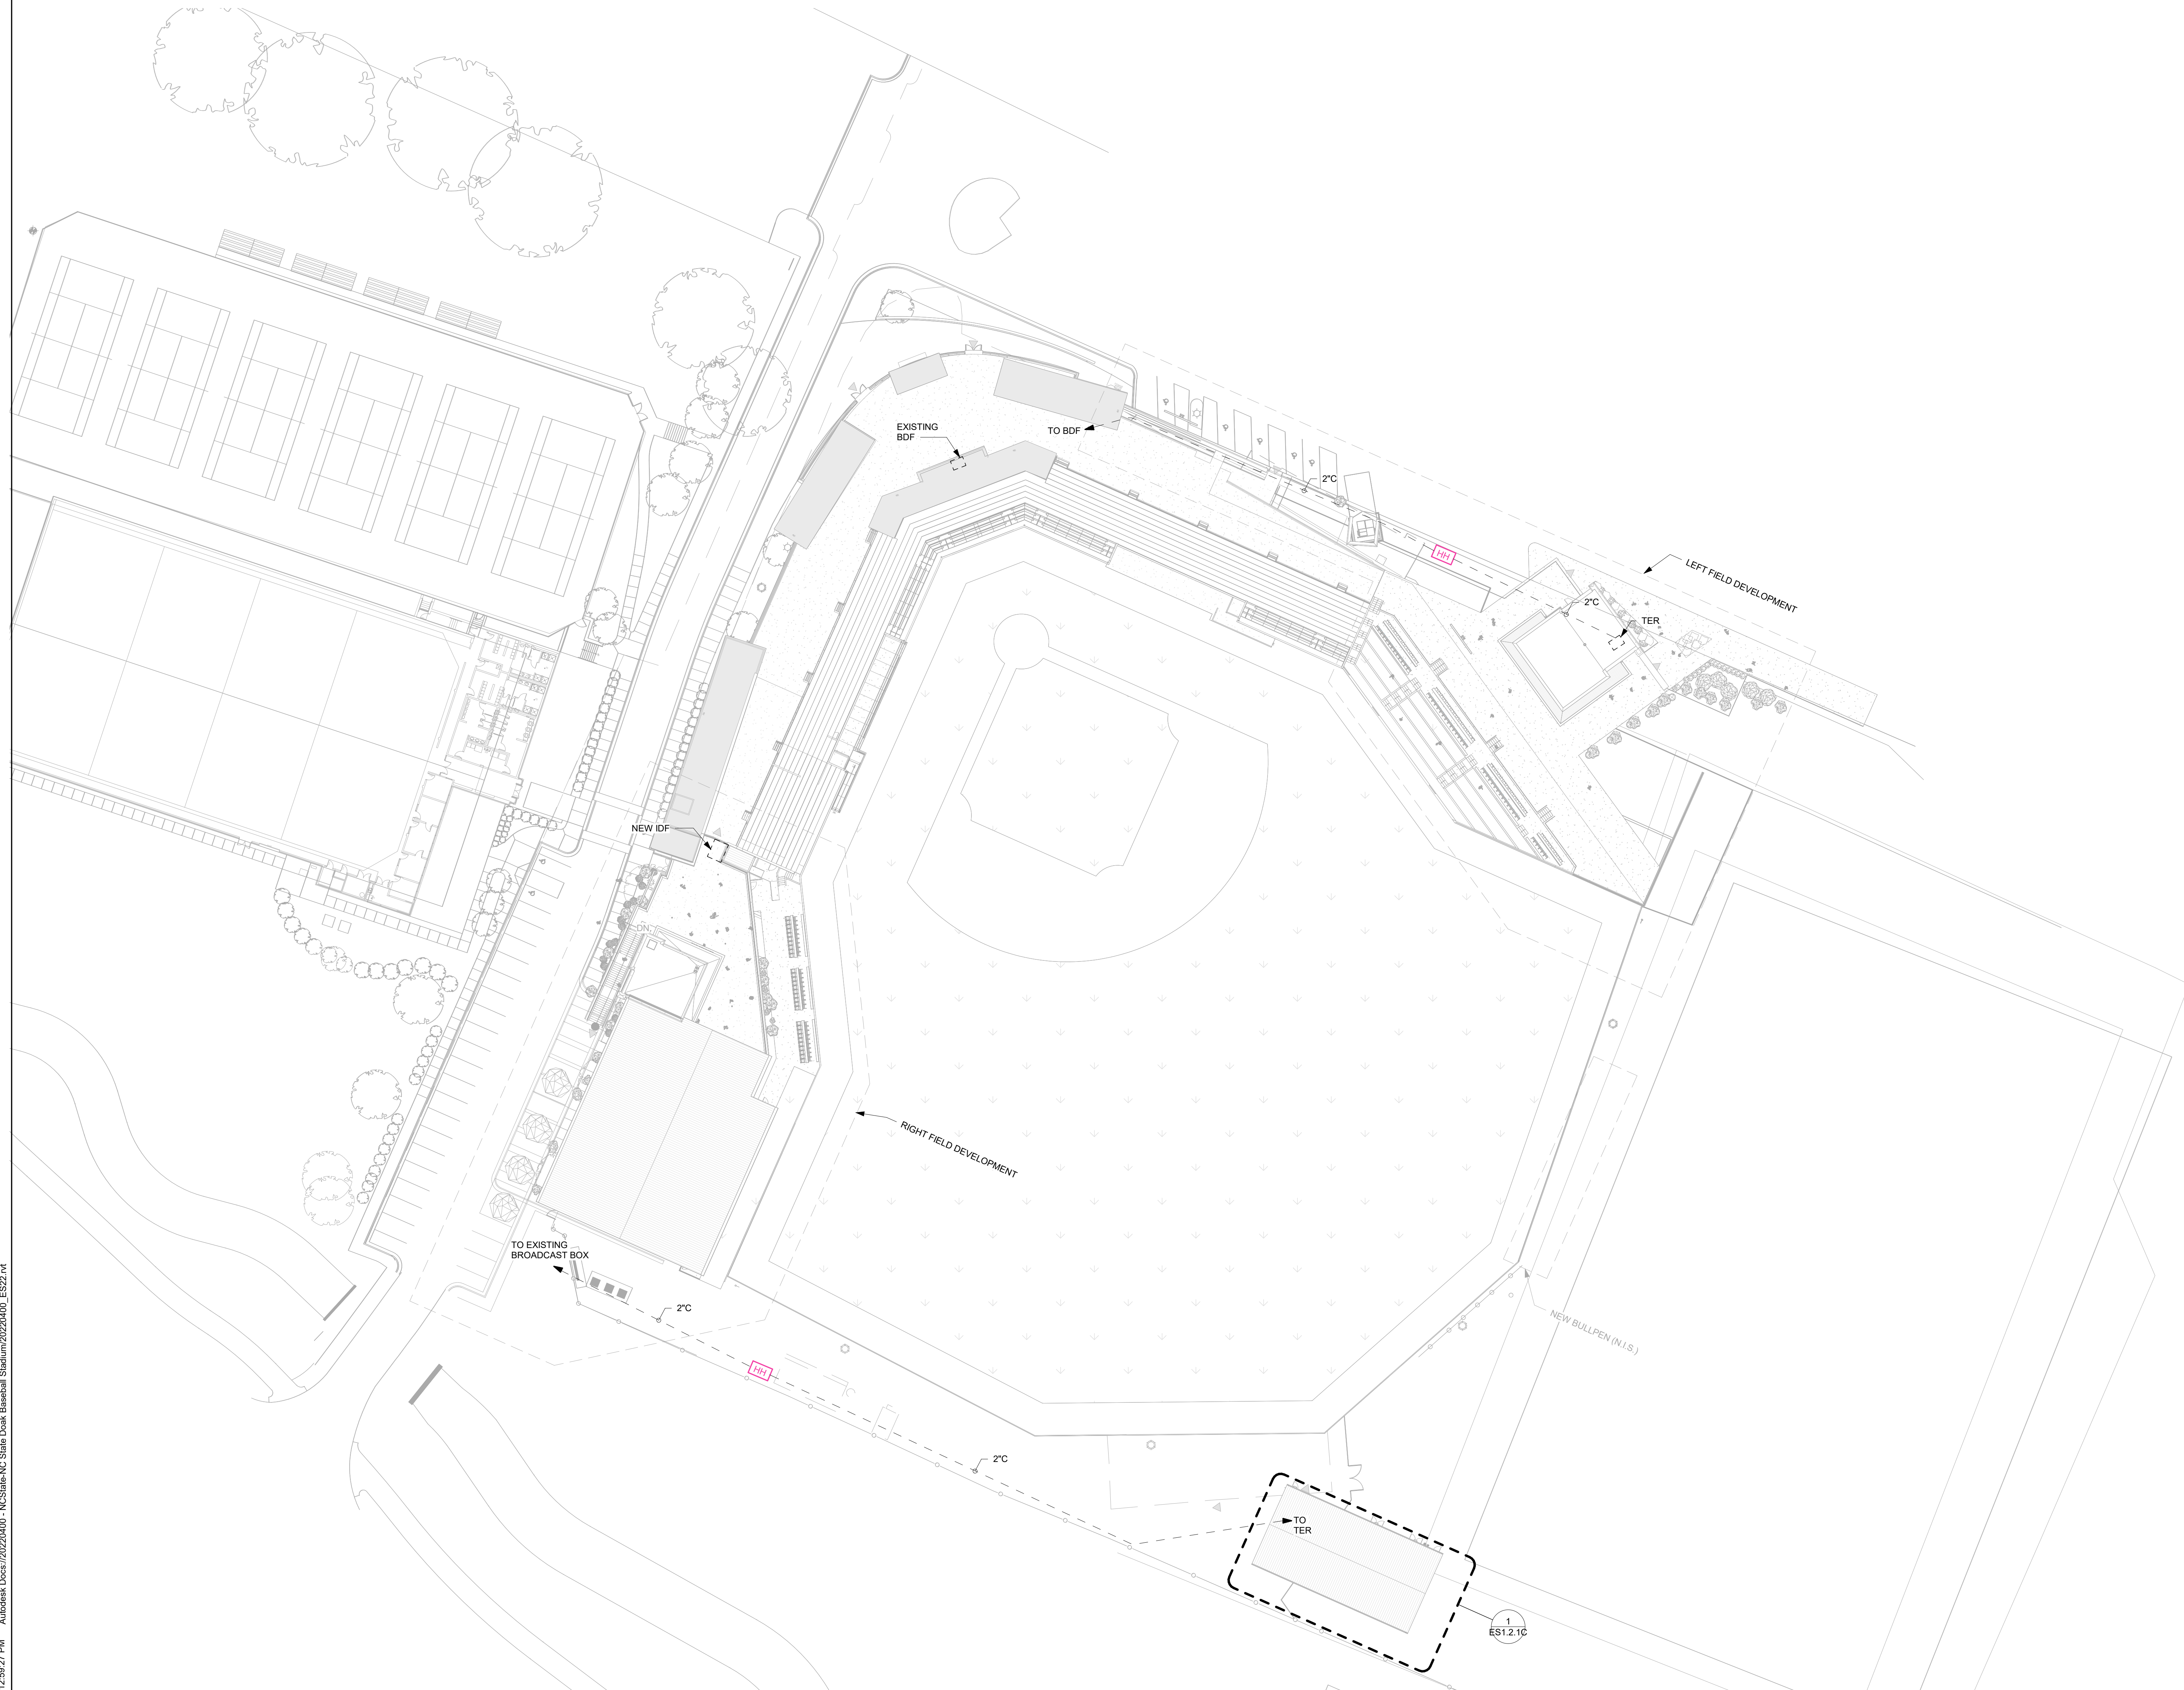 EXISTING
BDF
TO BDF
2"C
HH
LEFT FIELD DEVELOPMENT
2"C
TER
NEW IDF
DN
RIGHT FIELD DEVELOPMENT
TO EXISTING
BROADCAST BOX
2"C
NEW BULLPEN (N.I.S.)
HH
2"C
TO
TER
1
ES1.2.1C
12:59:27 PM
Autodesk Docs://20220400 - NCState-NC State Doak Baseball Stadium/20220400_ES22.rvt